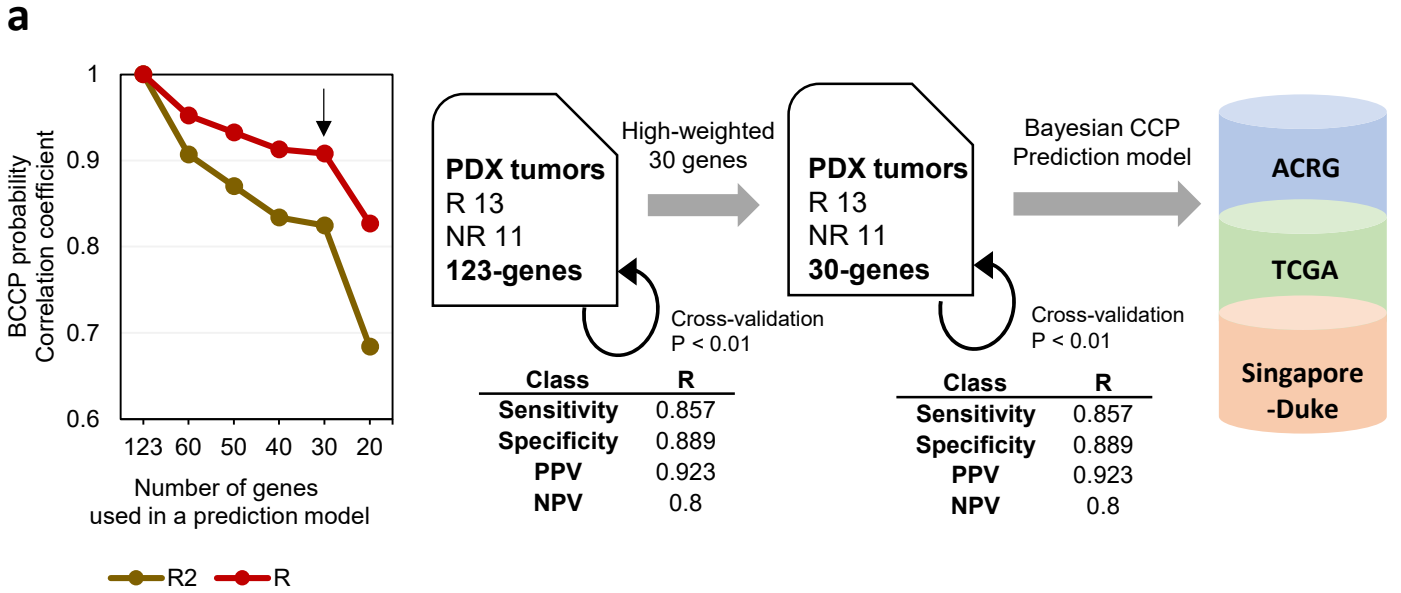 a
BCCP probability
Correlation coefficient
1
0.9
0.8
0.7
0.6
123 60 50 40 30 20
Number of genes
used in a prediction model
R2 R
PDX tumors
R 13
NR 11
123-genes
High-weighted
30 genes
Cross-validation
P < 0.01
Class R
Sensitivity 0.857
Specificity 0.889
PPV 0.923
NPV 0.8
PDX tumors
R 13
NR 11
30-genes
Bayesian CCP
Prediction model
Cross-validation
P < 0.01
Class R
Sensitivity 0.857
Specificity 0.889
PPV 0.923
NPV 0.8
ACRG
TCGA
Singapore
-Duke